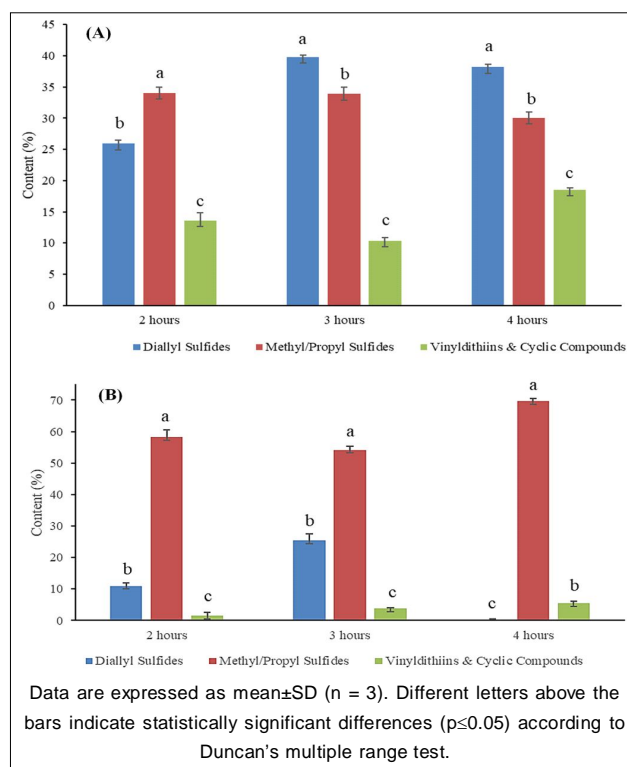 (A)
45
40
35
30
25
20
15
10
5
0
Content (%)
b a c
a b c
a b c
2 hours 3 hours 4 hours
Diallyl Sulfides Methyl/Propyl Sulfides Vinyldithiins & Cyclic Compounds
(B)
70
60
50
40
30
20
10
0
Content (%)
b a c
b a c
c a b
2 hours 3 hours 4 hours
Diallyl Sulfides Methyl/Propyl Sulfides Vinyldithiins & Cyclic Compounds
Data are expressed as mean±SD (n = 3). Different letters above the
bars indicate statistically significant differences (p≤0.05) according to
Duncan's multiple range test.